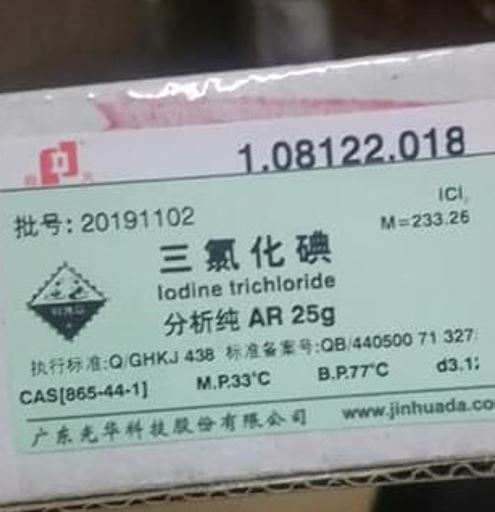 1.08122.018
批号: 20191102
ICl3
M=233.26
三氯化碘
Iodine trichloride
分析纯 AR 25g
执行标准:Q/GHKJ 438 标准备案号:QB/440500 71 327
CAS[865-44-1] M.P.33°C B.P.77°C d3.1
广东光华科技股份有限公司 www.jinhuada.co